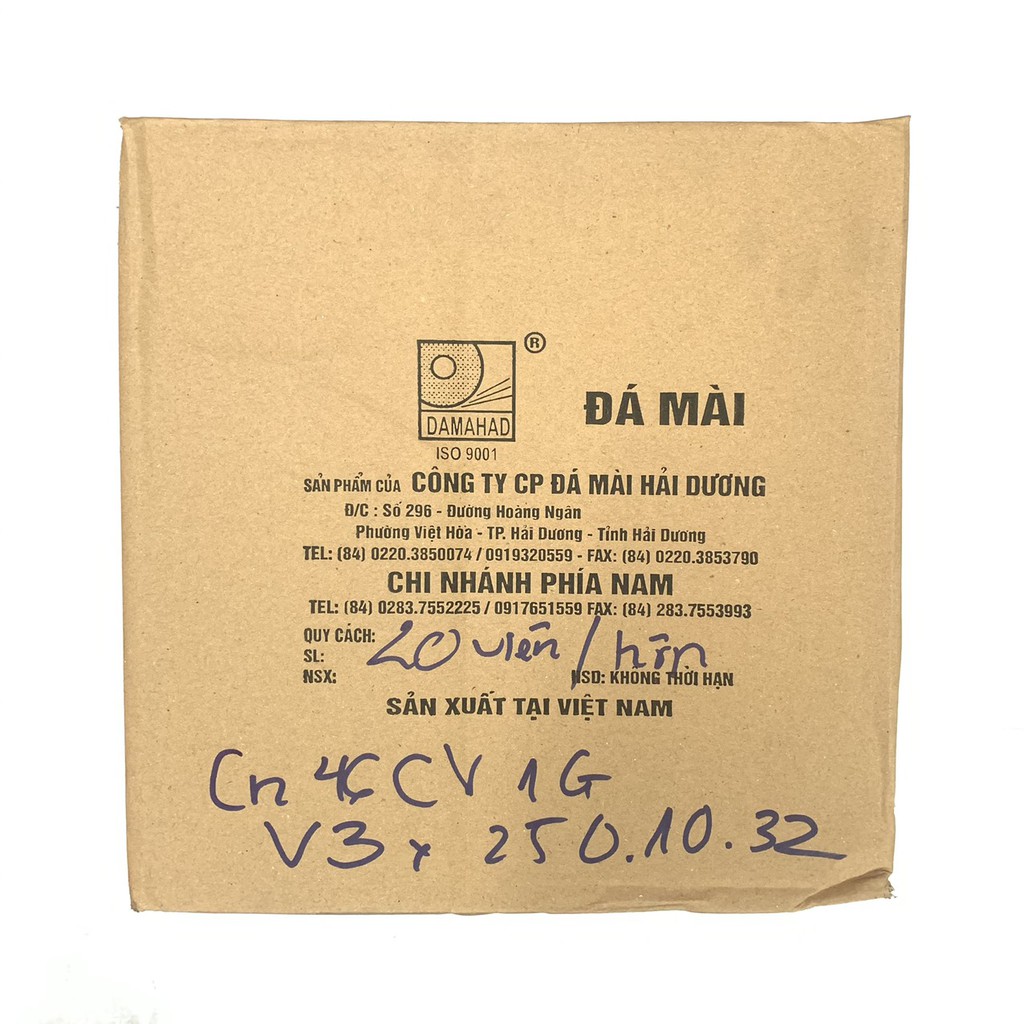 ®
ĐÁ MÀI
DAMAHAD
ISO 9001
SẢN PHẨM CỦA CÔNG TY CP ĐÁ MÀI HẢI DƯƠNG
Đ/C : Số 296 - Đường Hoàng Ngân
Phường Việt Hòa - TP. Hải Dương - Tỉnh Hải Dương
TEL: (84) 0220.3850074 / 0919320559 - FAX: (84) 0220.3853790
CHI NHÁNH PHÍA NAM
TEL: (84) 0283.7552225 / 0917651559 FAX: (84) 283.7553993
QUY CÁCH:
SL: 20 viên / hộp
NSX: HSD: KHÔNG THỜI HẠN
SẢN XUẤT TẠI VIỆT NAM
Cn 46 CV 1 G
V3 x 250.10.32